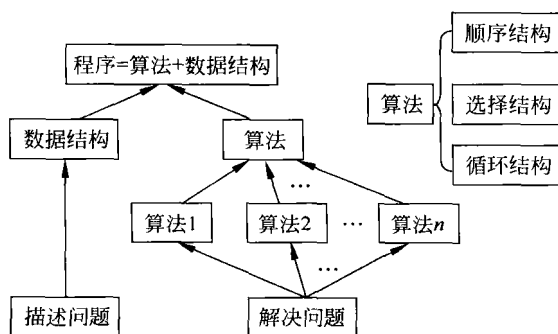 程序=算法+数据结构
数据结构
算法
…
算法1
算法2
…
算法n
…
描述问题
解决问题
算法
顺序结构
选择结构
循环结构